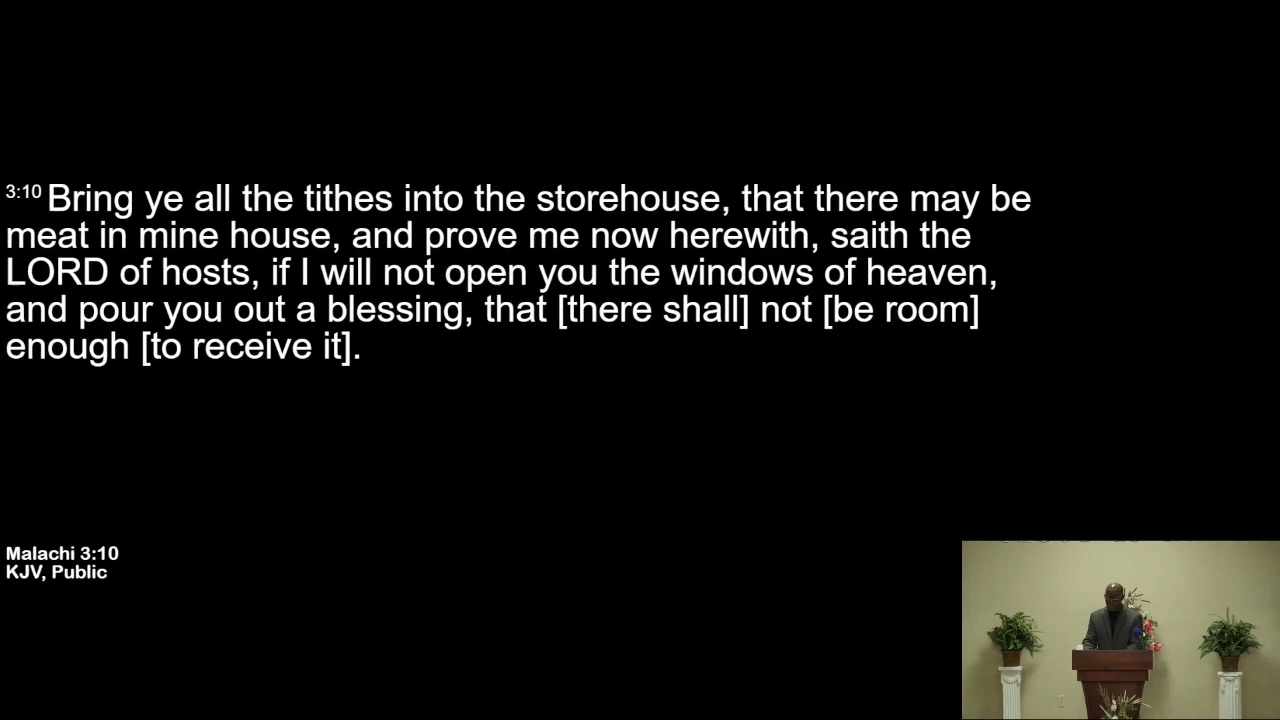 3:10 Bring ye all the tithes into the storehouse, that there may be
meat in mine house, and prove me now herewith, saith the
LORD of hosts, if I will not open you the windows of heaven,
and pour you out a blessing, that [there shall] not [be room]
enough [to receive it].
Malachi 3:10
KJV, Public